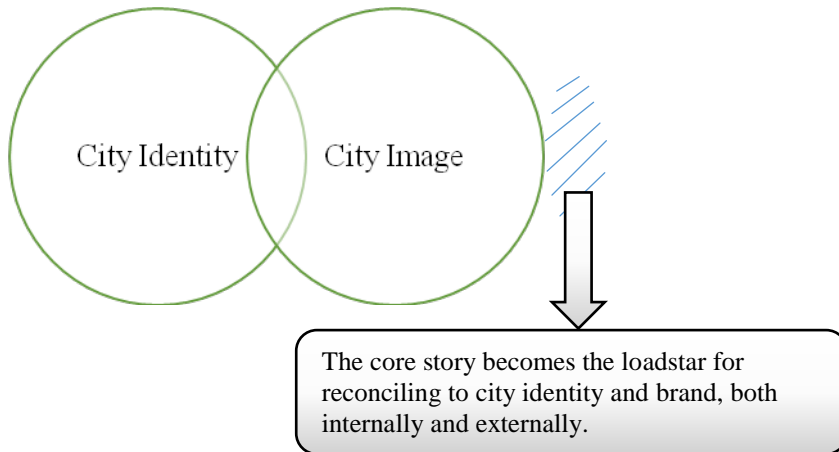 City Identity
City Image
The core story becomes the loadstar for
reconciling to city identity and brand, both
internally and externally.